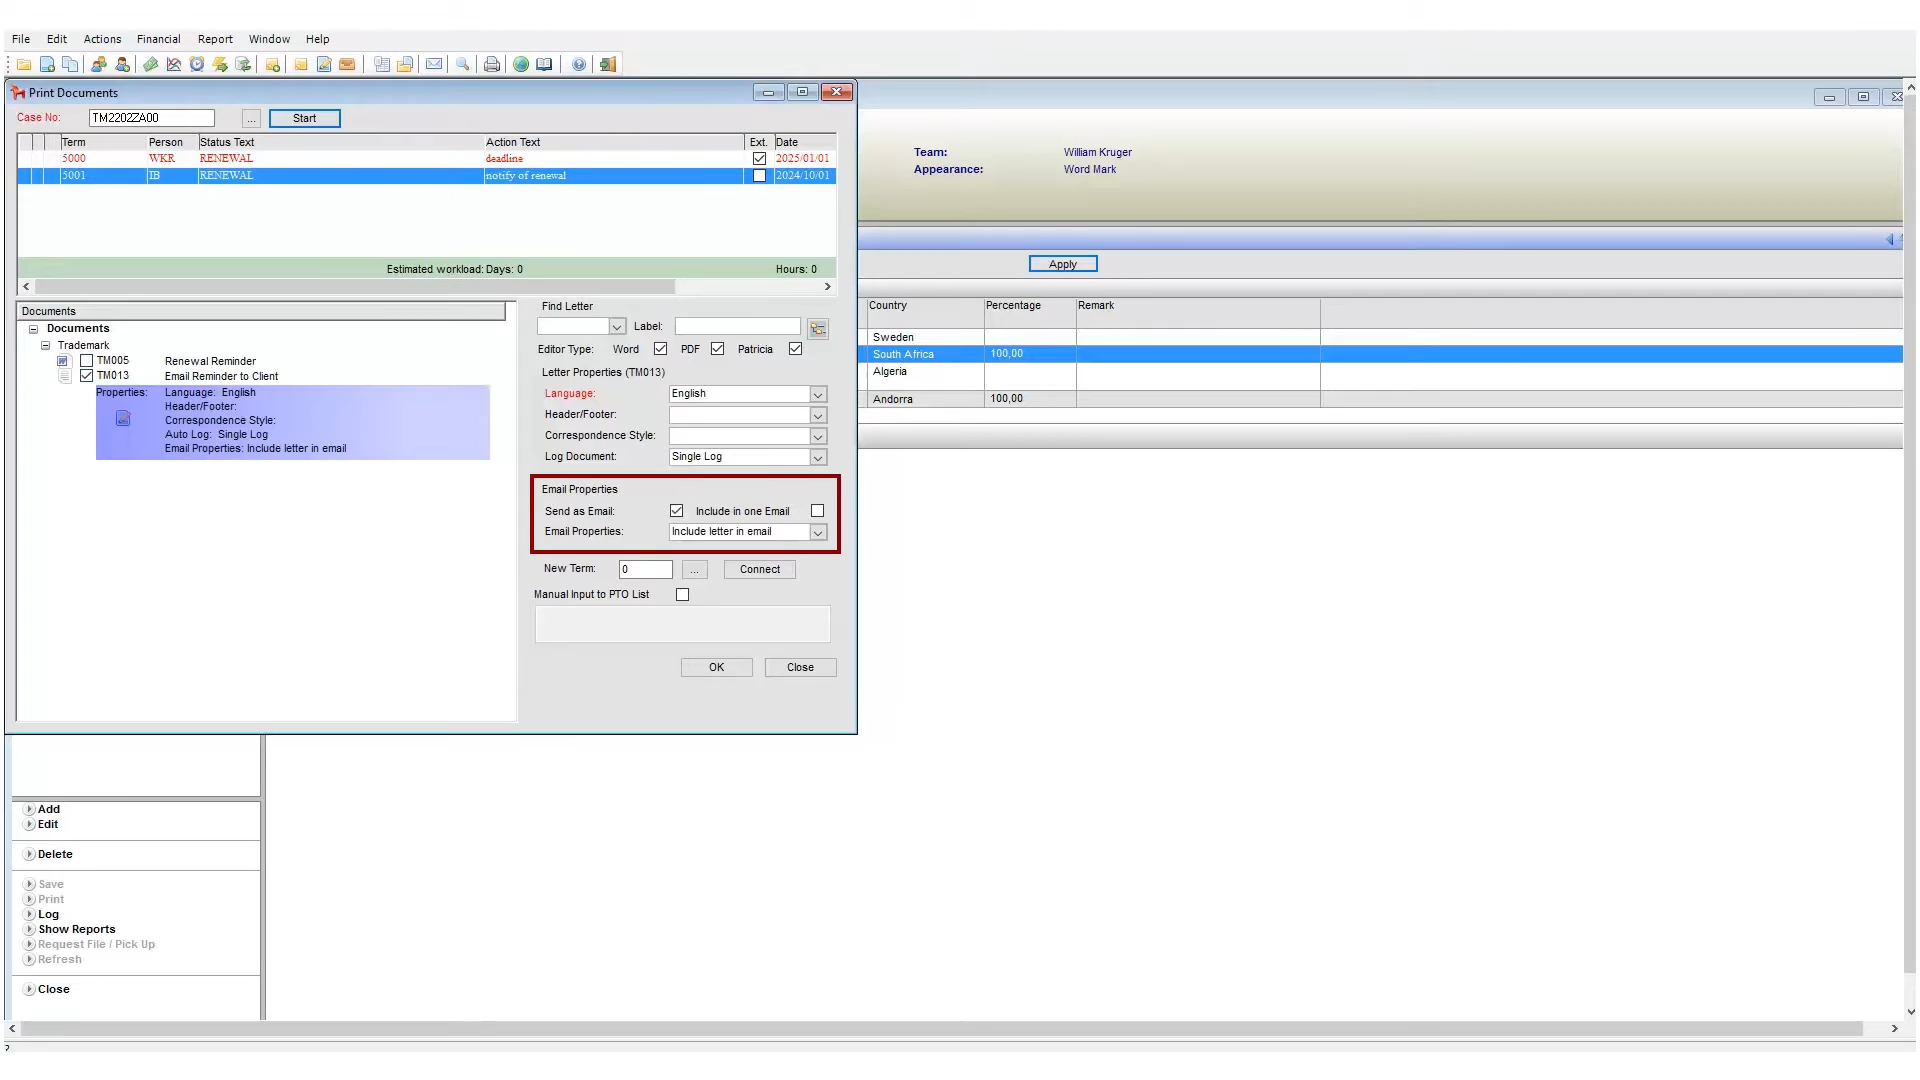 File Edit Actions Financial Report Window Help
Print Documents
Case No: TM2202ZA00 ... Start
Term Person Status Text Action Text Ext. Date
5000 WKR RENEWAL deadline 2025/01/01
5001 IB RENEWAL notify of renewal 2024/10/01
Estimated workload: Days: 0 Hours: 0
Documents
Documents
Trademark
TM005 Renewal Reminder
TM013 Email Reminder to Client
Properties: Language: English
Header/Footer:
Correspondence Style:
Auto Log: Single Log
Email Properties: Include letter in email
Find Letter
Label:
Editor Type: Word PDF Patricia
Letter Properties (TM013)
Language: English
Header/Footer:
Correspondence Style:
Log Document: Single Log
Email Properties
Send as Email: Include in one Email
Email Properties: Include letter in email
New Term: 0 ... Connect
Manual Input to PTO List
OK Close
Team: William Kruger
Appearance: Word Mark
Apply
Country Percentage Remark
Sweden
South Africa 100,00
Algeria
Andorra 100,00
Add
Edit
Delete
Save
Print
Log
Show Reports
Request File / Pick Up
Refresh
Close